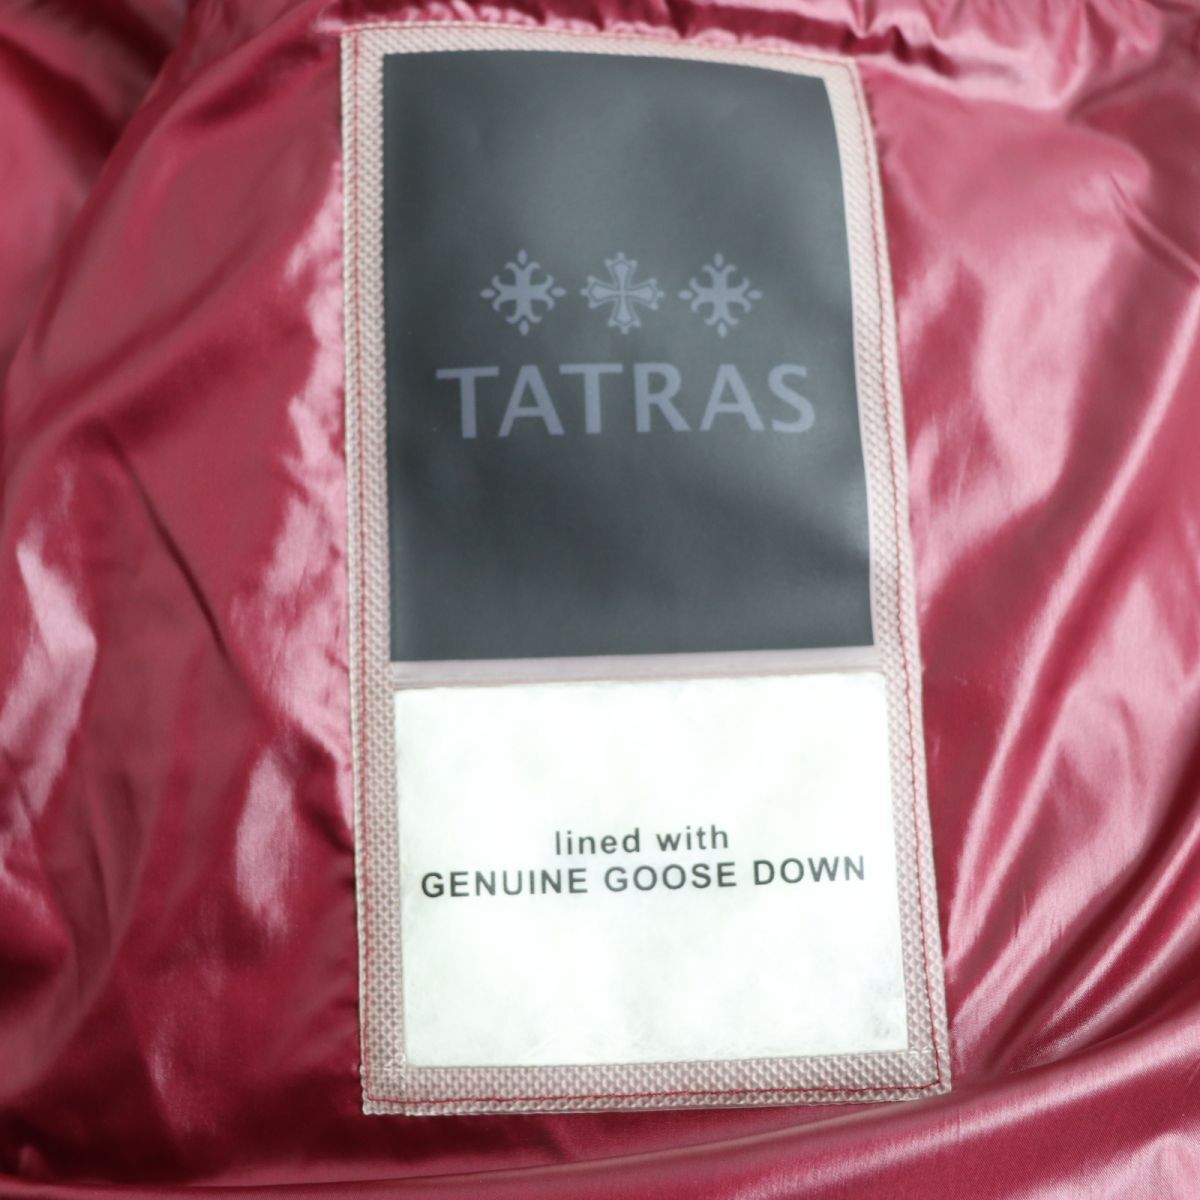 TATRAS
lined with
GENUINE GOOSE DOWN